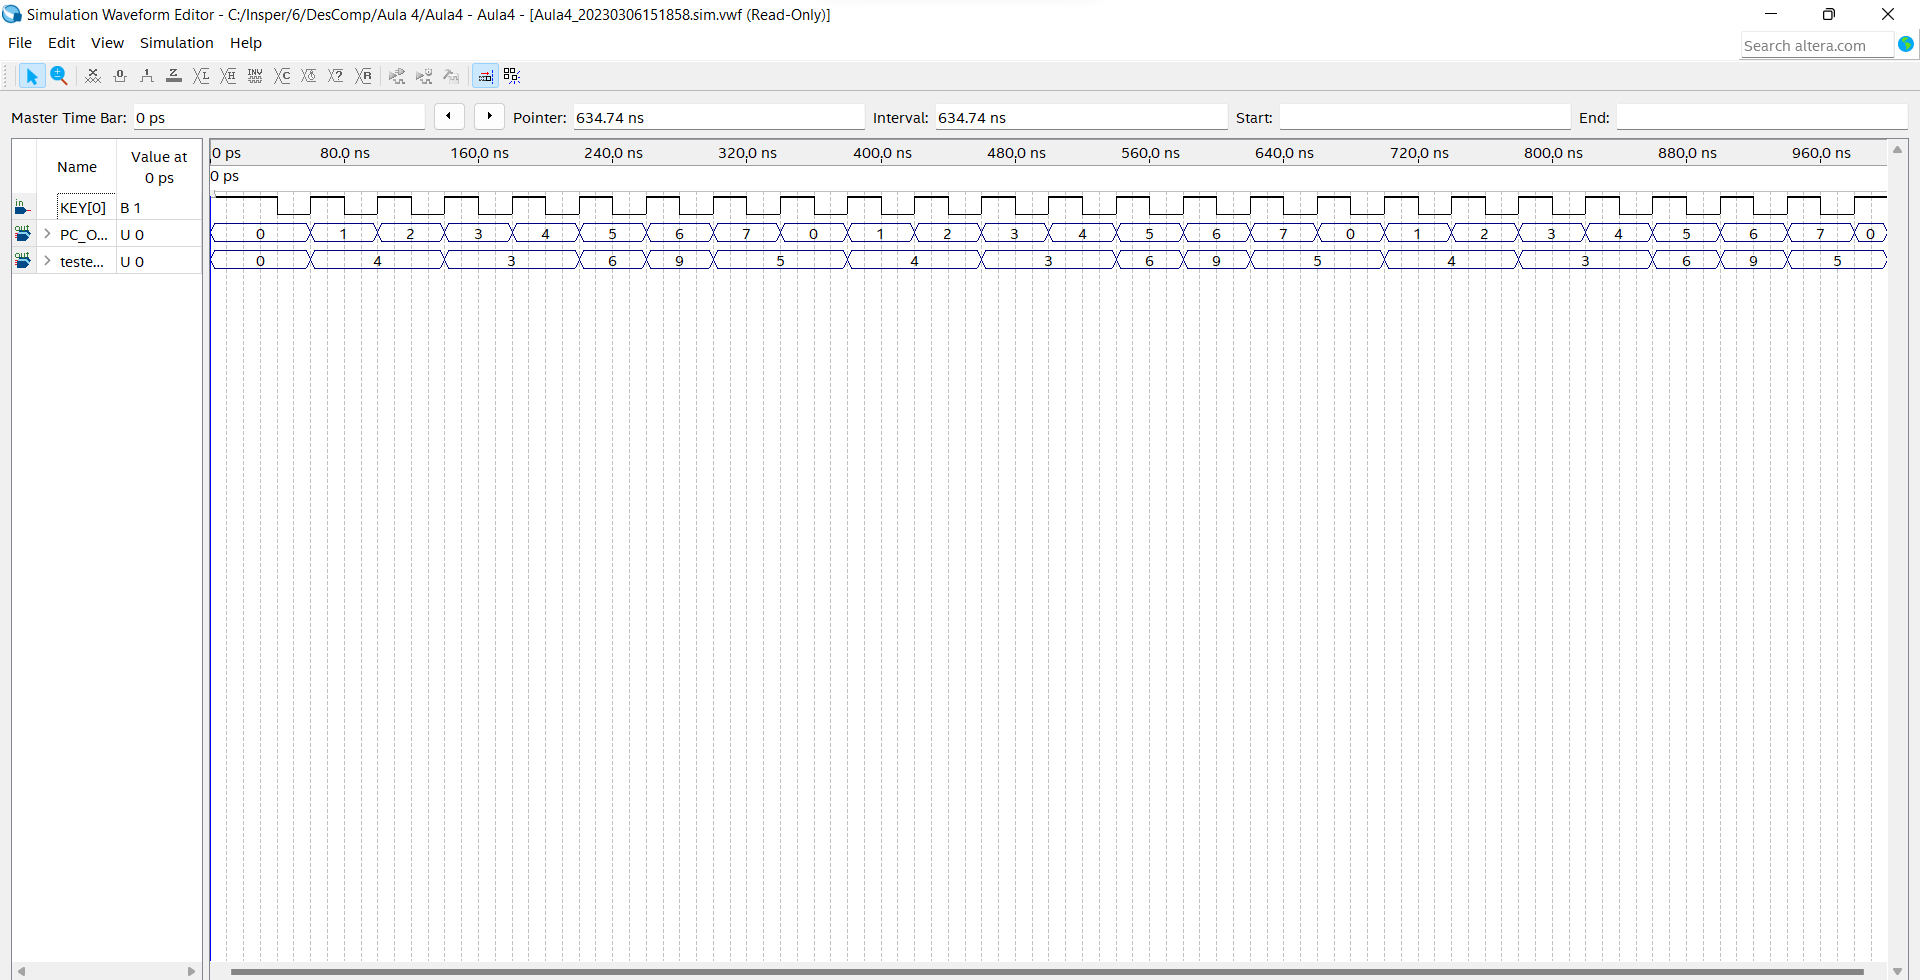 Simulation Waveform Editor - C:/Insper/6/DesComp/Aula 4/Aula4 - Aula4 - [Aula4_20230306151858.sim.vwf (Read-Only)]
File Edit View Simulation Help
Search altera.com
Master Time Bar: 0 ps Pointer: 634.74 ns Interval: 634.74 ns Start: End:
Name Value at 0 ps
0 ps 80.0 ns 160.0 ns 240.0 ns 320.0 ns 400.0 ns 480.0 ns 560.0 ns 640.0 ns 720.0 ns 800.0 ns 880.0 ns 960.0 ns
0 ps
KEY[0] B 1
PC_O... U 0 0 1 2 3 4 5 6 7 0 1 2 3 4 5 6 7 0 1 2 3 4 5 6 7 0
teste... U 0 0 4 3 6 9 5 4 3 6 9 5 4 3 6 9 5